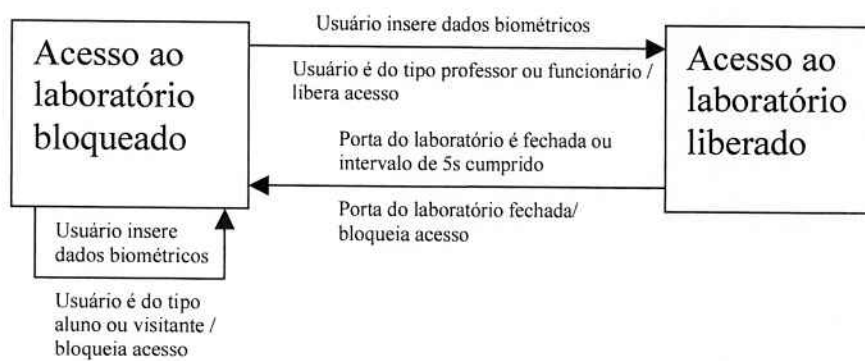 Acesso ao
laboratório
bloqueado
Usuário insere dados biométricos
Usuário é do tipo professor ou funcionário /
libera acesso
Acesso ao
laboratório
liberado
Porta do laboratório é fechada ou
intervalo de 5s cumprido
Porta do laboratório fechada/
bloqueia acesso
Usuário insere
dados biométricos
Usuário é do tipo
aluno ou visitante /
bloqueia acesso